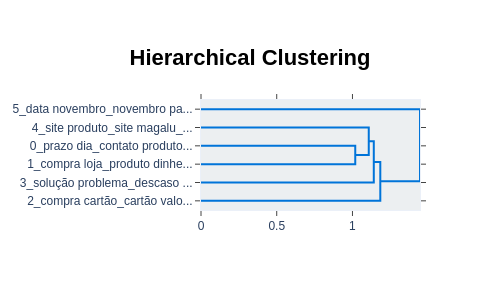 Hierarchical Clustering
5_data novembro_novembro pa...
4_site produto_site magalu_...
0_prazo dia_contato produto...
1_compra loja_produto dinhe...
3_solução problema_descaso ...
2_compra cartão_cartão valo...
0 0.5 1